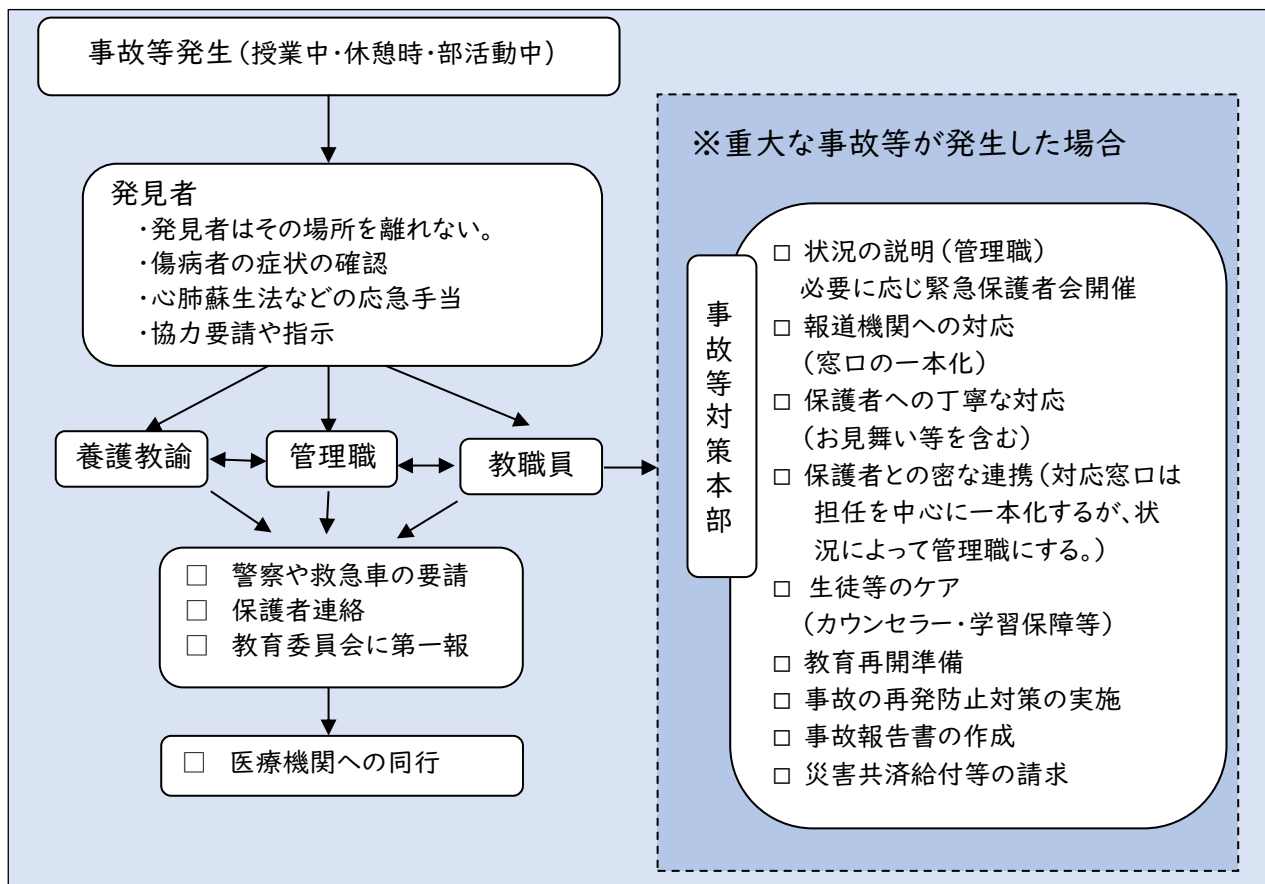 事故等発生（授業中・休憩時・部活動中）
発見者
・発見者はその場所を離れない。
・傷病者の症状の確認
・心肺蘇生法などの応急手当
・協力要請や指示
養護教諭
管理職
教職員
□ 警察や救急車の要請
□ 保護者連絡
□ 教育委員会に第一報
□ 医療機関への同行
※重大な事故等が発生した場合
事故等対策本部
□ 状況の説明（管理職）
必要に応じ緊急保護者会開催
□ 報道機関への対応
（窓口の一本化）
□ 保護者への丁寧な対応
（お見舞い等を含む）
□ 保護者との密な連携（対応窓口は
担任を中心に一本化するが、状
況によって管理職にする。）
□ 生徒等のケア
（カウンセラー・学習保障等）
□ 教育再開準備
□ 事故の再発防止対策の実施
□ 事故報告書の作成
□ 災害共済給付等の請求